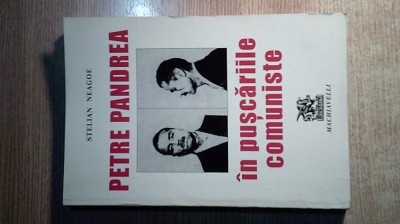 STELIAN NEAGOE
PETRE PANDREA
în pușcăriile
comuniste
MACHIAVELLI